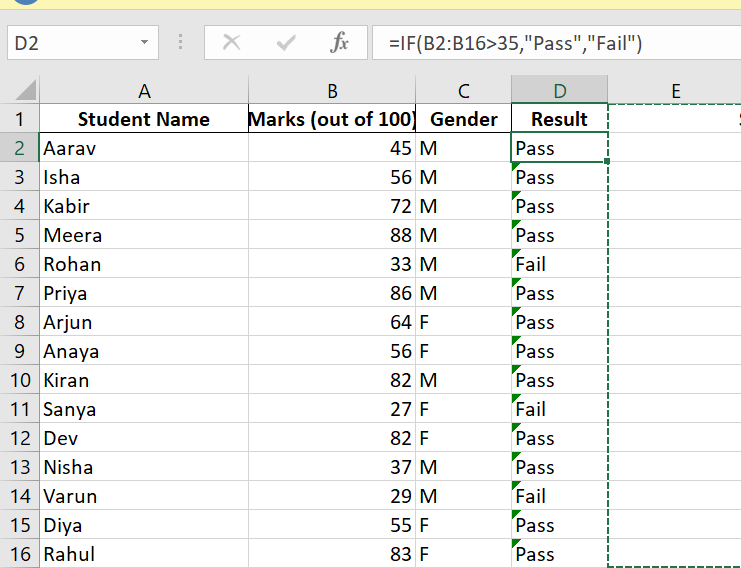 D2 fx =IF(B2:B16>35,"Pass","Fail")
A B C D E
1 Student Name Marks (out of 100) Gender Result
2 Aarav 45 M Pass
3 Isha 56 M Pass
4 Kabir 72 M Pass
5 Meera 88 M Pass
6 Rohan 33 M Fail
7 Priya 86 M Pass
8 Arjun 64 F Pass
9 Anaya 56 F Pass
10 Kiran 82 M Pass
11 Sanya 27 F Fail
12 Dev 82 F Pass
13 Nisha 37 M Pass
14 Varun 29 M Fail
15 Diya 55 F Pass
16 Rahul 83 F Pass